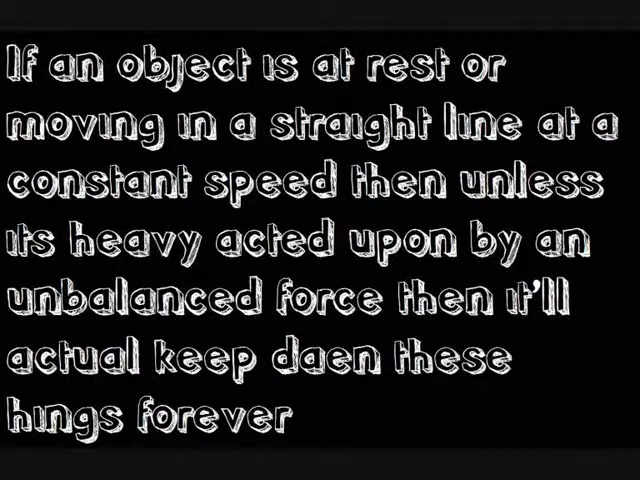 If an object is at rest or
moving in a straight line at a
constant speed then unless
its heavy acted upon by an
unbalanced force then it'll
actual keep daen these
hings forever